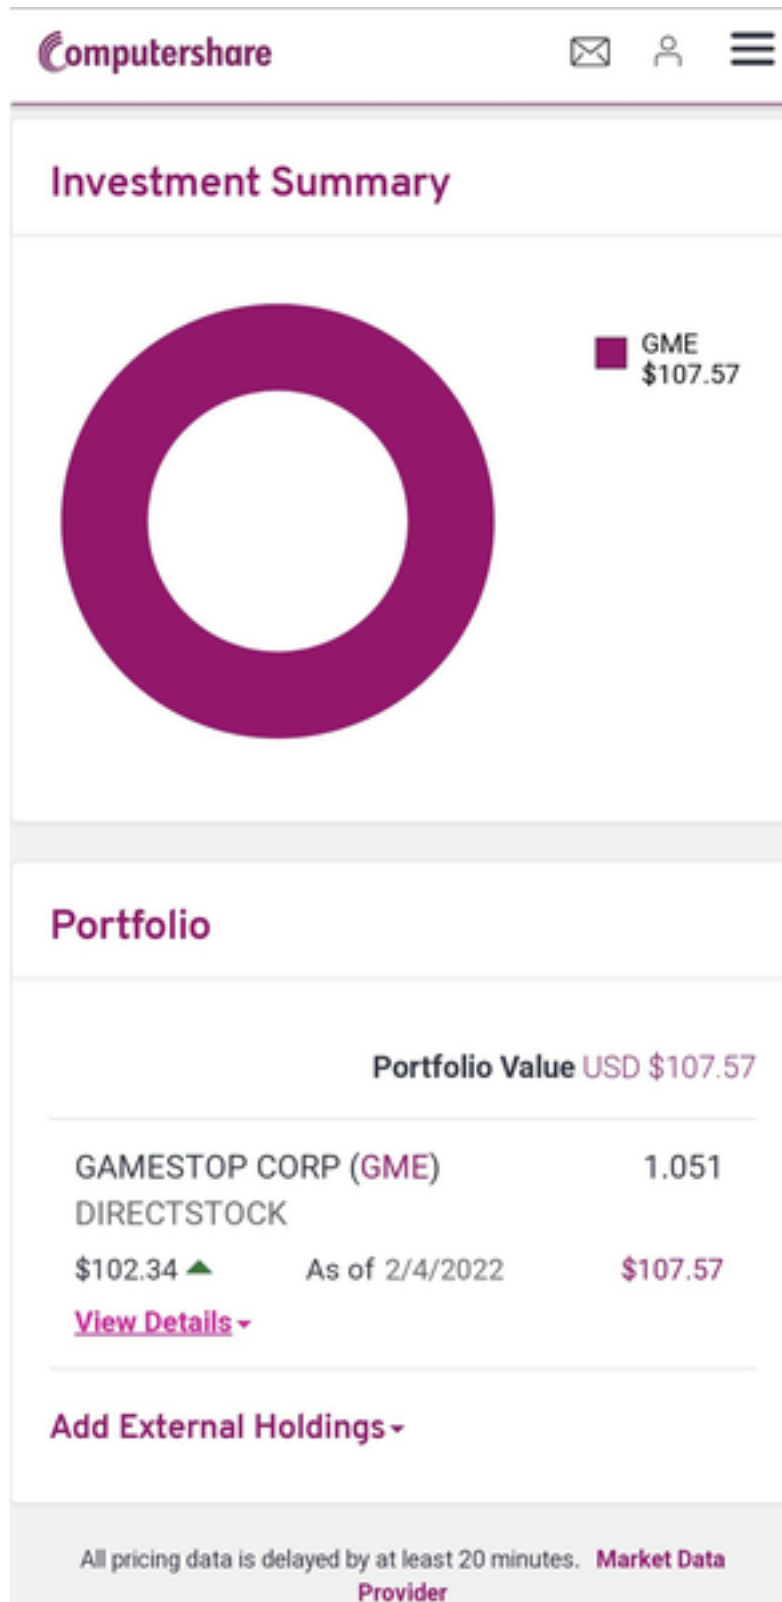 Computershare
Investment Summary
GME
$107.57
Portfolio
Portfolio Value USD $107.57
GAMESTOP CORP (GME) 1.051
DIRECTSTOCK
$102.34 As of 2/4/2022 $107.57
View Details
Add External Holdings
All pricing data is delayed by at least 20 minutes. Market Data
Provider